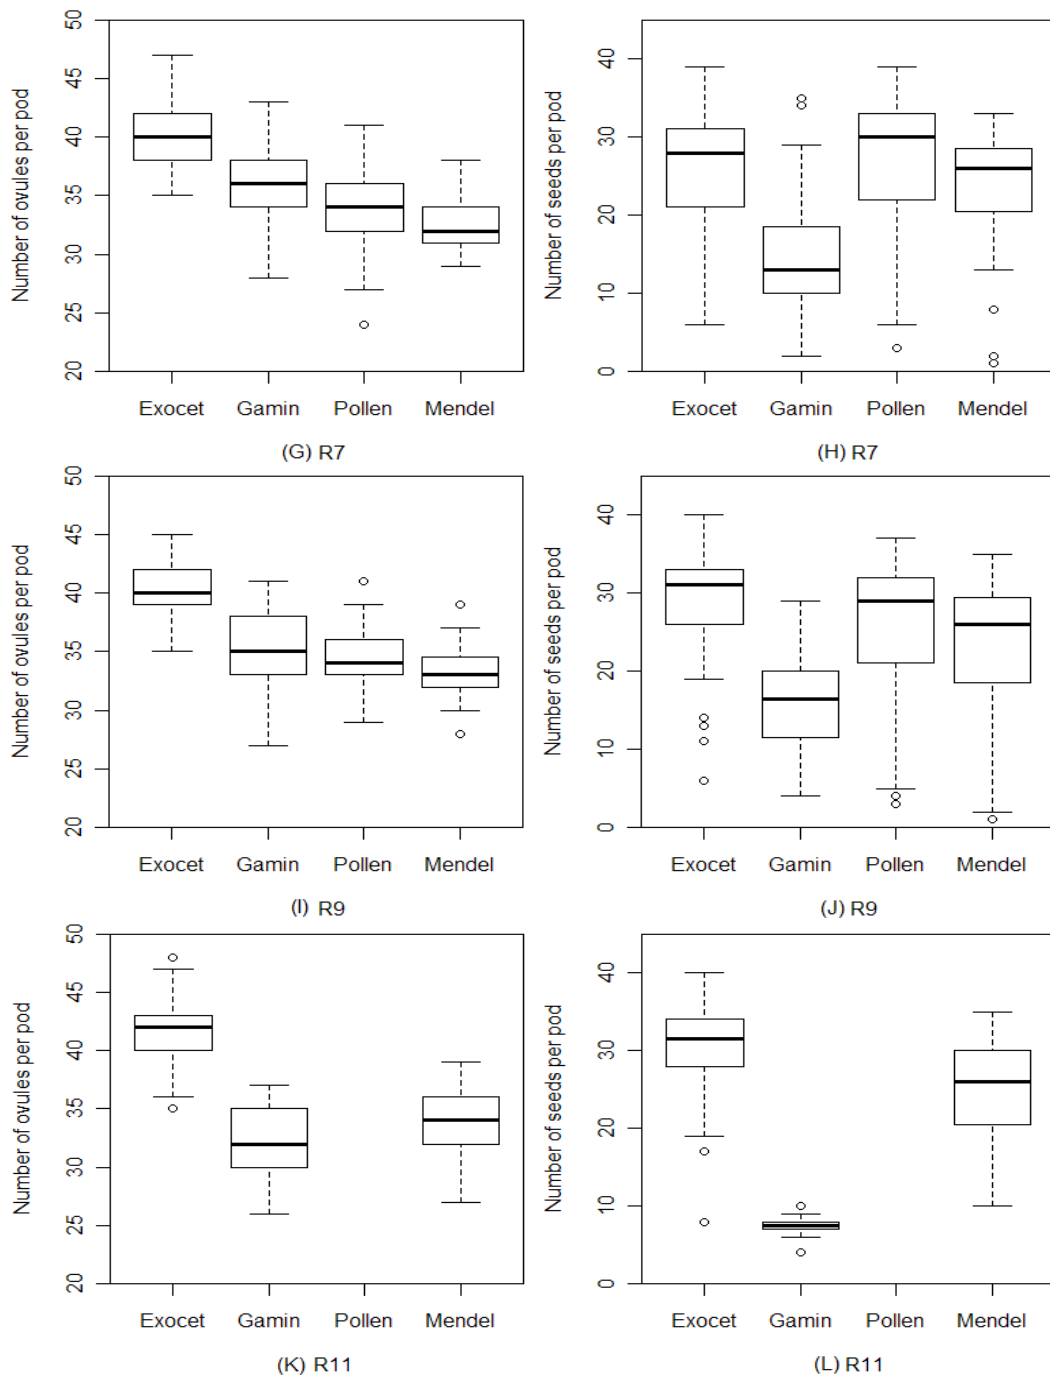 Number of ovules per pod
50
45
40
35
30
25
20
Exocet Gamin Pollen Mendel
(G) R7
Number of seeds per pod
40
30
20
10
0
Exocet Gamin Pollen Mendel
(H) R7
Number of ovules per pod
50
45
40
35
30
25
20
Exocet Gamin Pollen Mendel
(I) R9
Number of seeds per pod
40
30
20
10
0
Exocet Gamin Pollen Mendel
(J) R9
Number of ovules per pod
50
45
40
35
30
25
20
Exocet Gamin Pollen Mendel
(K) R11
Number of seeds per pod
40
30
20
10
0
Exocet Gamin Pollen Mendel
(L) R11